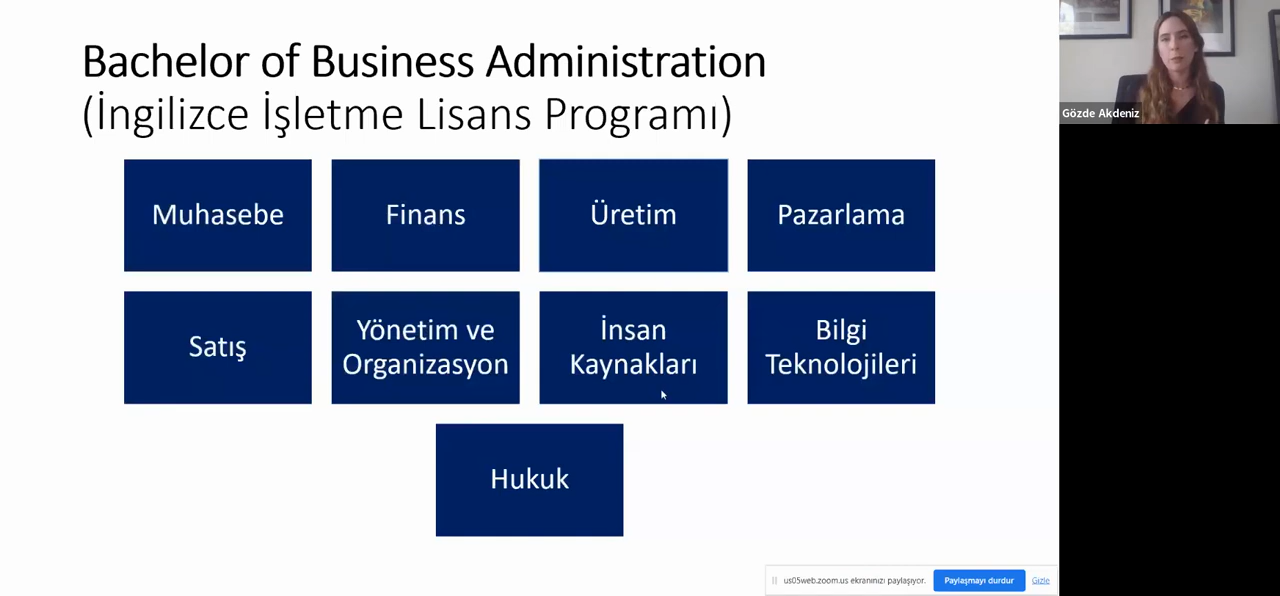 Bachelor of Business Administration
(İngilizce İşletme Lisans Programı)
Gözde Akdeniz
Muhasebe
Finans
Üretim
Pazarlama
Satış
Yönetim ve
Organizasyon
İnsan
Kaynakları
Bilgi
Teknolojileri
Hukuk
us05web.zoom.us ekranınızı paylaşıyor.
Paylaşmayı durdur
Gizle